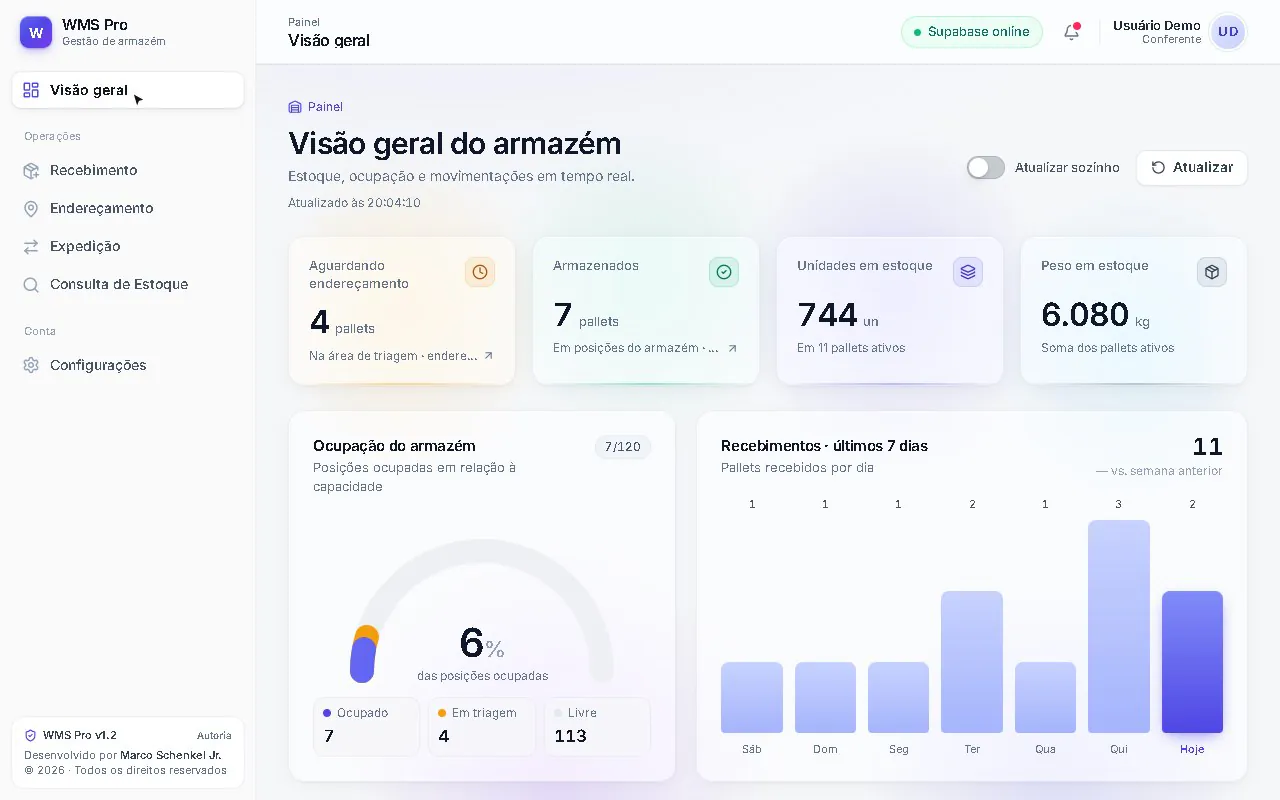 W
WMS Pro
Gestão de armazém
Visão geral
Operações
Recebimento
Endereçamento
Expedição
Consulta de Estoque
Conta
Configurações
WMS Pro v1.2
Autoria
Desenvolvido por Marco Schenkel Jr.
© 2026 · Todos os direitos reservados
Painel
Visão geral
Supabase online
Usuário Demo
Conferente
UD
Painel
Visão geral do armazém
Estoque, ocupação e movimentações em tempo real.
Atualizado às 20:04:10
Atualizar sozinho
Atualizar
Aguardando
endereçamento
4 pallets
Na área de triagem · endere...
Armazenados
7 pallets
Em posições do armazém · ...
Unidades em estoque
744 un
Em 11 pallets ativos
Peso em estoque
6.080 kg
Soma dos pallets ativos
Ocupação do armazém
7/120
Posições ocupadas em relação à
capacidade
6%
das posições ocupadas
Ocupado
7
Em triagem
4
Livre
113
Recebimentos · últimos 7 dias
11
Pallets recebidos por dia
— vs. semana anterior
1 1 1 2 1 3 2
Sáb Dom Seg Ter Qua Qui Hoje